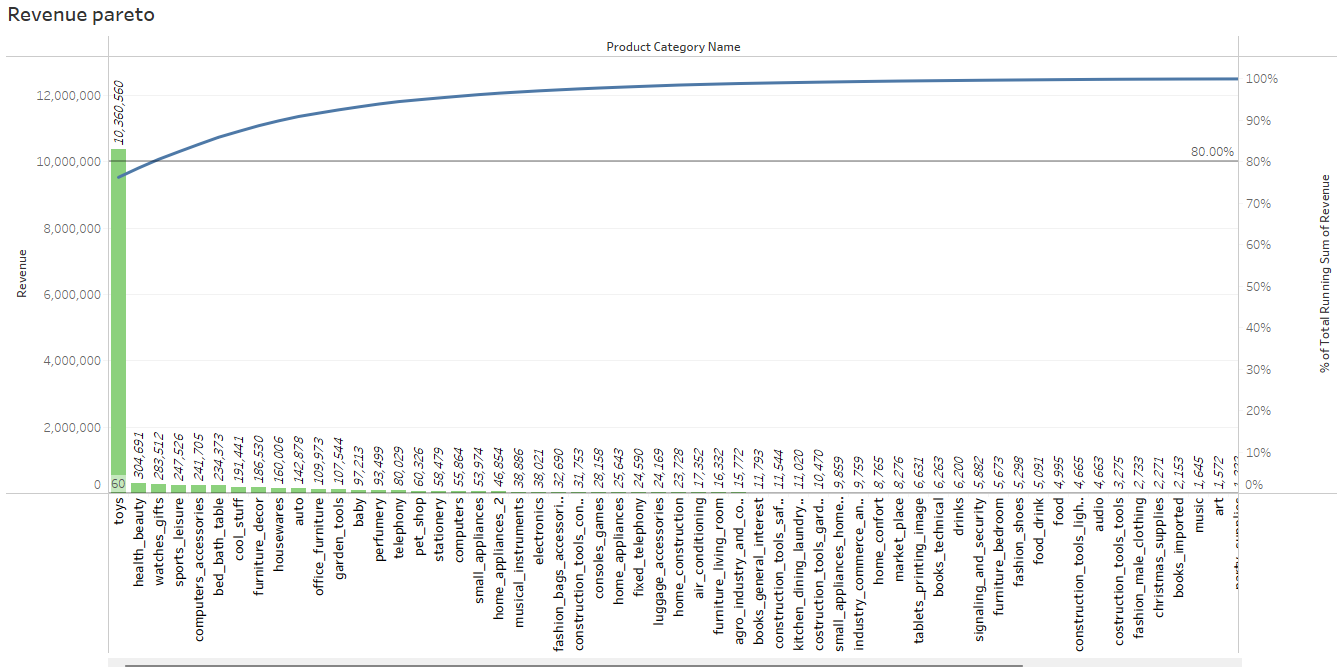 Revenue pareto
Product Category Name
12,000,000
10,000,000
8,000,000
6,000,000
4,000,000
2,000,000
0
Revenue
100%
90%
80%
70%
60%
50%
40%
30%
20%
10%
0%
% of Total Running Sum of Revenue
80.00%
60
10,360,560
304,691
283,512
247,526
241,705
234,373
191,441
186,530
160,006
142,878
109,973
107,544
97,213
93,499
80,029
60,326
58,479
55,864
53,974
46,854
38,886
38,021
32,690
31,753
28,158
25,643
24,590
24,169
23,728
17,352
16,332
15,772
11,793
11,544
11,020
10,470
9,859
9,759
8,765
8,276
6,631
6,263
6,200
5,882
5,673
5,298
5,091
4,995
4,665
4,663
3,275
2,733
2,271
2,153
1,645
1,572
toys
health_beauty
watches_gifts
sports_leisure
computers_accessories
bed_bath_table
cool_stuff
furniture_decor
housewares
auto
office_furniture
garden_tools
baby
perfumery
telephony
pet_shop
stationery
computers
small_appliances
home_appliances_2
musical_instruments
electronics
fashion_bags_accessori..
construction_tools_con..
consoles_games
home_appliances
fixed_telephony
luggage_accessories
home_construction
air_conditioning
furniture_living_room
agro_industry_and_co..
books_general_interest
construction_tools_saf..
kitchen_dining_laundry..
costruction_tools_gard..
small_appliances_home..
industry_commerce_an..
home_comfort
market_place
tablets_printing_image
books_technical
drinks
signaling_and_security
furniture_bedroom
fashion_shoes
food_drink
food
construction_tools_ligh..
audio
costruction_tools_tools
fashion_male_clothing
christmas_supplies
books_imported
music
art